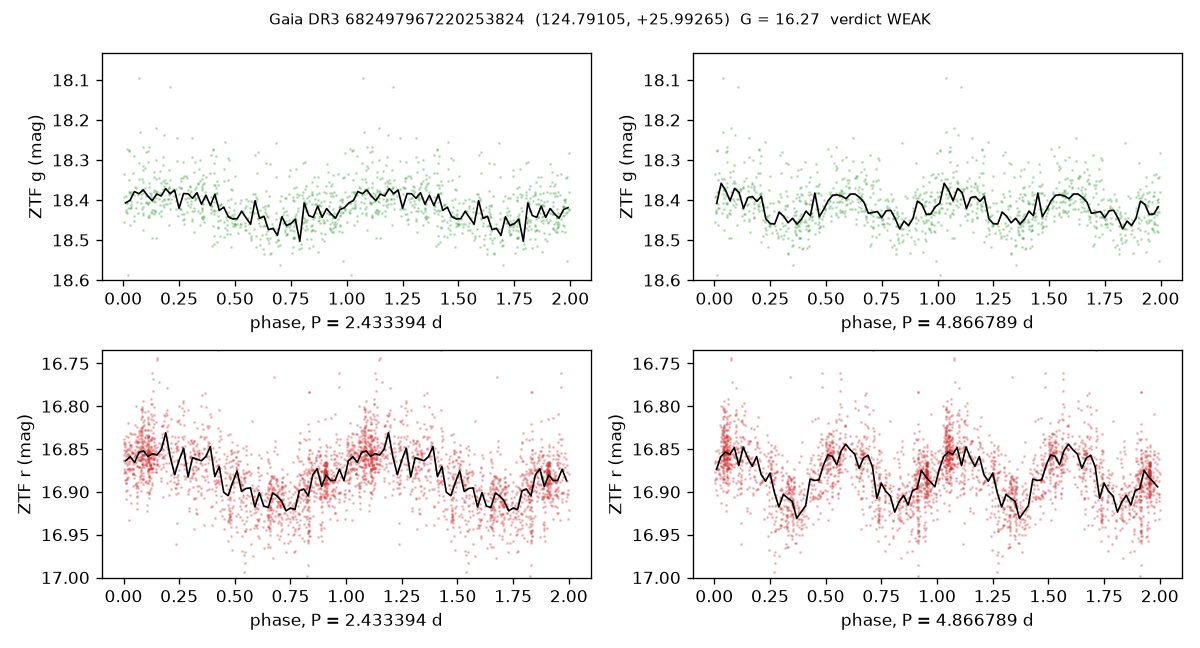 Gaia DR3 682497967220253824  (124.79105, +25.99265)  G = 16.27  verdict WEAK
ZTF g (mag)
18.1
18.2
18.3
18.4
18.5
18.6
0.00 0.25 0.50 0.75 1.00 1.25 1.50 1.75 2.00
phase, P = 2.433394 d
ZTF g (mag)
18.1
18.2
18.3
18.4
18.5
18.6
0.00 0.25 0.50 0.75 1.00 1.25 1.50 1.75 2.00
phase, P = 4.866789 d
ZTF r (mag)
16.75
16.80
16.85
16.90
16.95
17.00
0.00 0.25 0.50 0.75 1.00 1.25 1.50 1.75 2.00
phase, P = 2.433394 d
ZTF r (mag)
16.75
16.80
16.85
16.90
16.95
17.00
0.00 0.25 0.50 0.75 1.00 1.25 1.50 1.75 2.00
phase, P = 4.866789 d